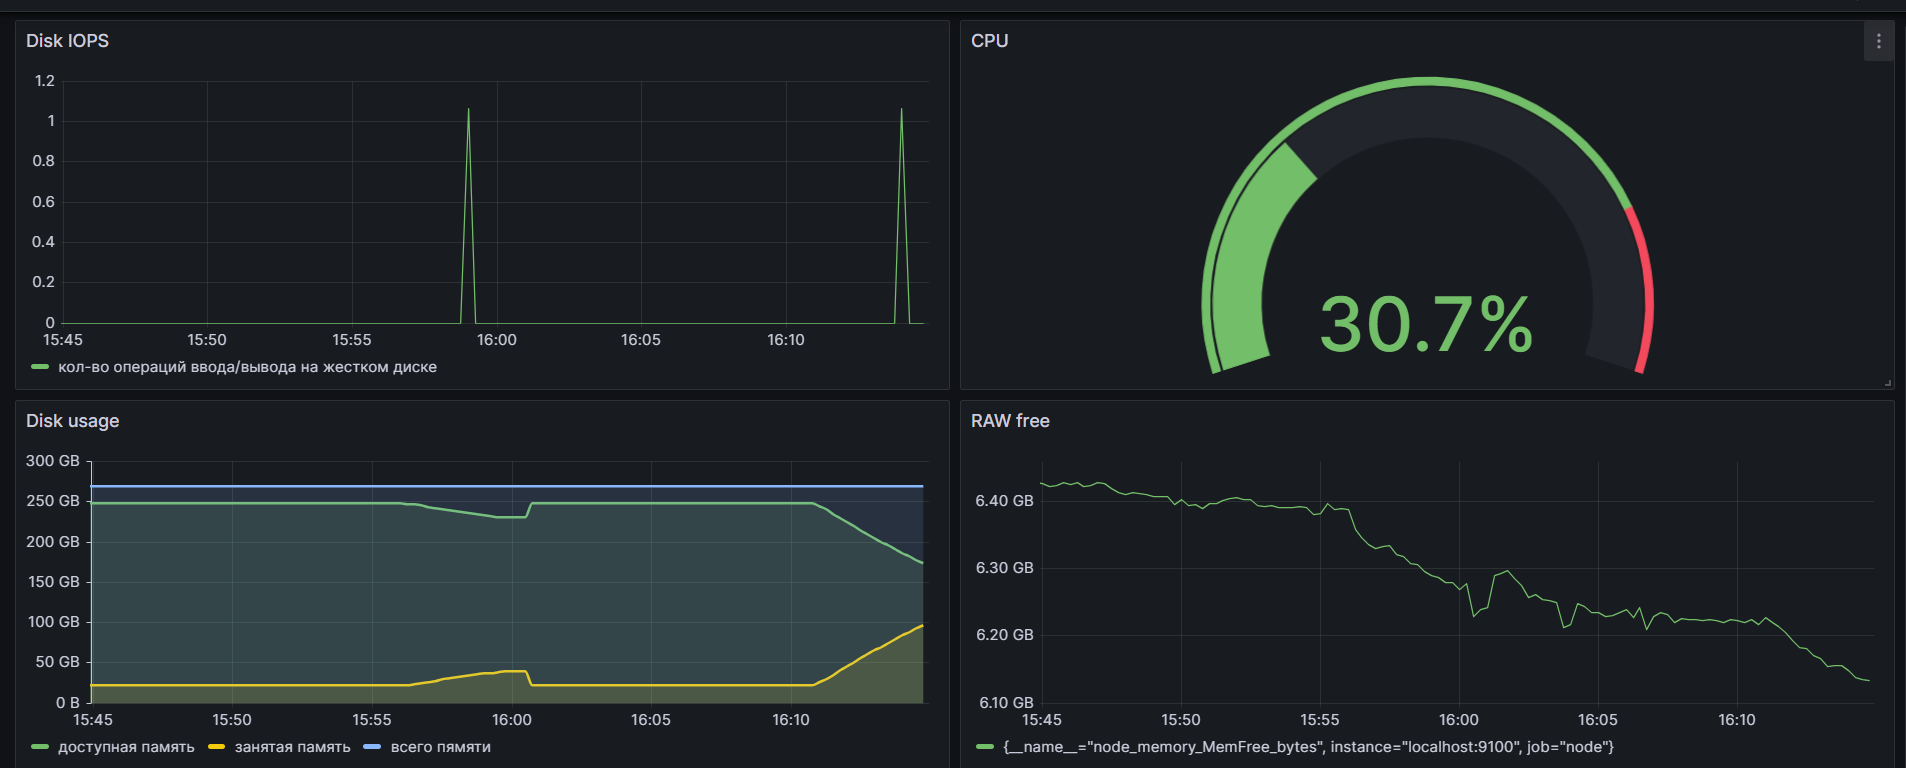 Disk IOPS
1.2
1
0.8
0.6
0.4
0.2
0
15:45 15:50 15:55 16:00 16:05 16:10
кол-во операций ввода/вывода на жестком диске
CPU
30.7%
Disk usage
300 GB
250 GB
200 GB
150 GB
100 GB
50 GB
0 B
15:45 15:50 15:55 16:00 16:05 16:10
доступная память занятая память всего пямяти
RAW free
6.40 GB
6.30 GB
6.20 GB
6.10 GB
15:45 15:50 15:55 16:00 16:05 16:10
{__name__="node_memory_MemFree_bytes", instance="localhost:9100", job="node"}